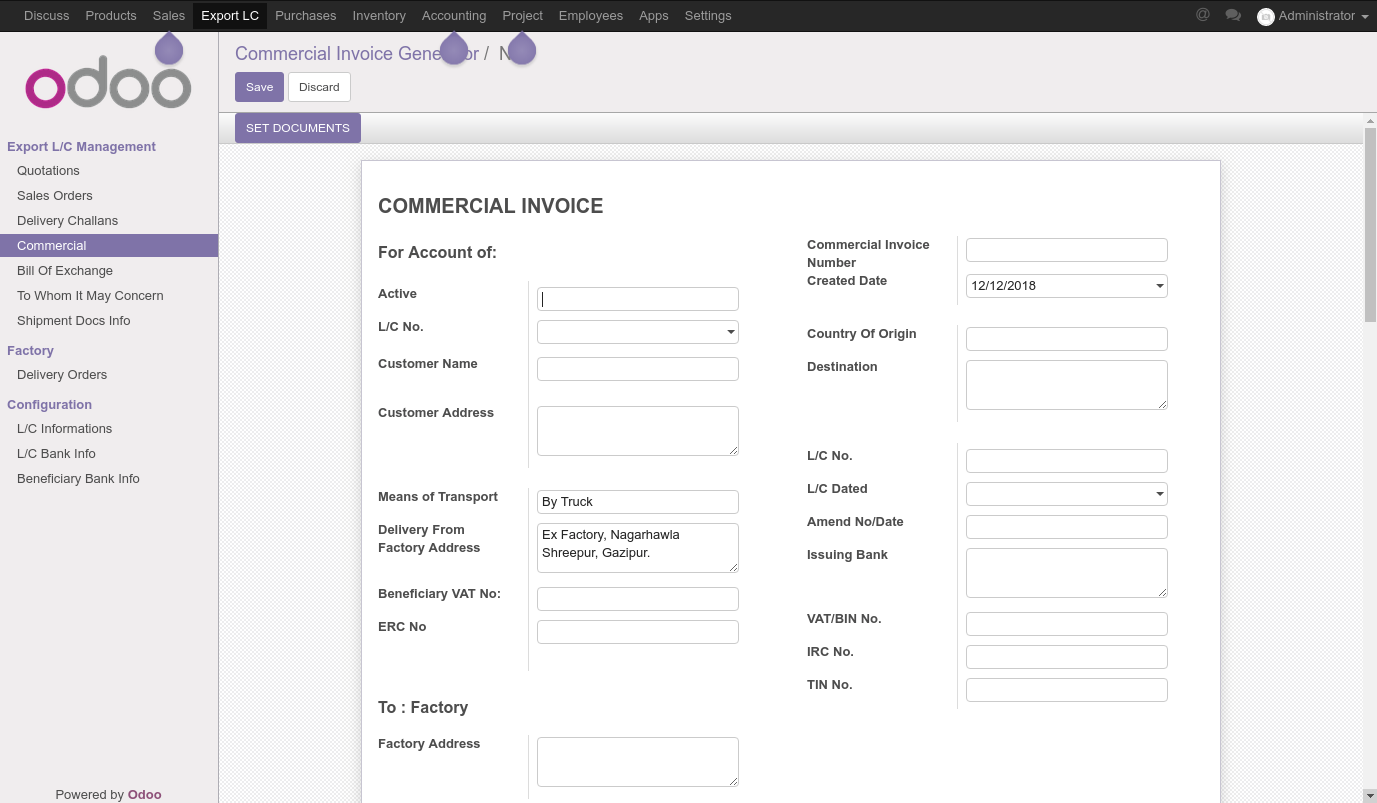 Discuss Products Sales Export LC Purchases Inventory Accounting Project Employees Apps Settings @ Administrator
odoo
Commercial Invoice Gene or / N
Save Discard
SET DOCUMENTS
Export L/C Management
Quotations
Sales Orders
Delivery Challans
Commercial
Bill Of Exchange
To Whom It May Concern
Shipment Docs Info
Factory
Delivery Orders
Configuration
L/C Informations
L/C Bank Info
Beneficiary Bank Info
Powered by Odoo
COMMERCIAL INVOICE
For Account of:
Active
L/C No.
Customer Name
Customer Address
Means of Transport By Truck
Delivery From
Factory Address
Ex Factory, Nagarhawla
Shreepur, Gazipur.
Beneficiary VAT No:
ERC No
To : Factory
Factory Address
Commercial Invoice
Number
Created Date 12/12/2018
Country Of Origin
Destination
L/C No.
L/C Dated
Amend No/Date
Issuing Bank
VAT/BIN No.
IRC No.
TIN No.